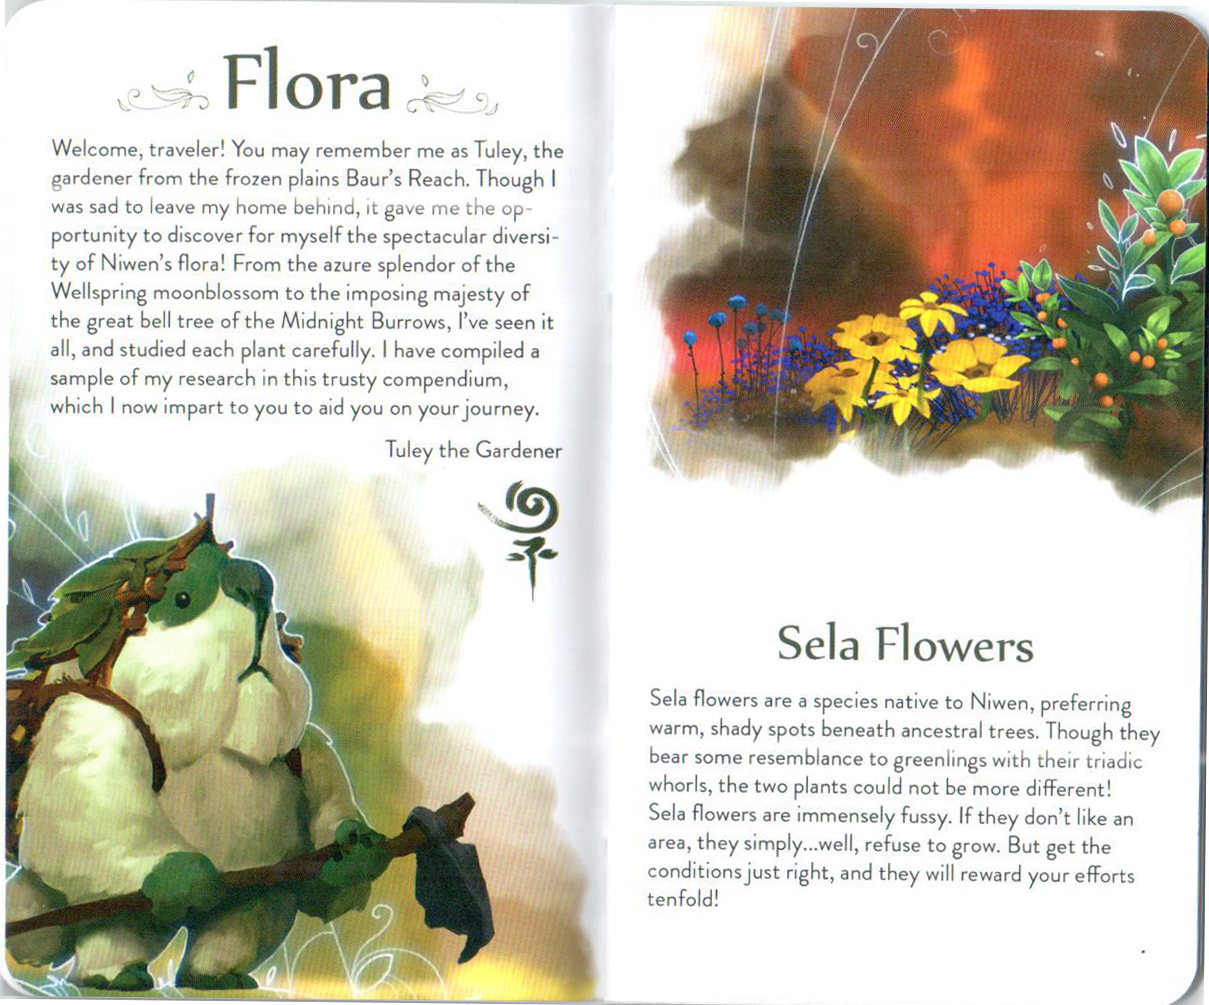 Flora
Welcome, traveler! You may remember me as Tuley, the
gardener from the frozen plains Baur's Reach. Though I
was sad to leave my home behind, it gave me the op-
portunity to discover for myself the spectacular diversi-
ty of Niwen's flora! From the azure splendor of the
Wellspring moonblossom to the imposing majesty of
the great bell tree of the Midnight Burrows, I've seen it
all, and studied each plant carefully. I have compiled a
sample of my research in this trusty compendium,
which I now impart to you to aid you on your journey.
Tuley the Gardener
Sela Flowers
Sela flowers are a species native to Niwen, preferring
warm, shady spots beneath ancestral trees. Though they
bear some resemblance to greenlings with their triadic
whorls, the two plants could not be more different!
Sela flowers are immensely fussy. If they don't like an
area, they simply...well, refuse to grow. But get the
conditions just right, and they will reward your efforts
tenfold!